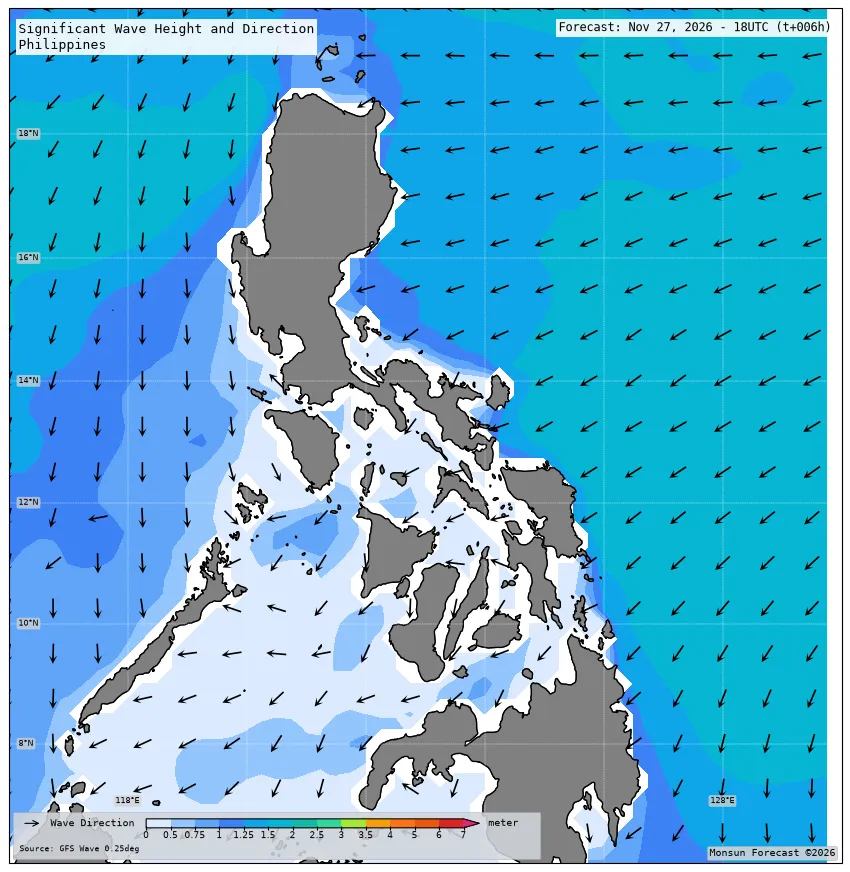 Significant Wave Height and Direction
Philippines
Forecast: Nov 27, 2026 - 18UTC (t+006h)
18°N
16°N
14°N
12°N
10°N
8°N
118°E
128°E
Wave Direction
0 0.5 0.75 1 1.25 1.5 2 2.5 3 3.5 4 5 6 7
meter
Source: GFS Wave 0.25deg
Monsun Forecast ©2026